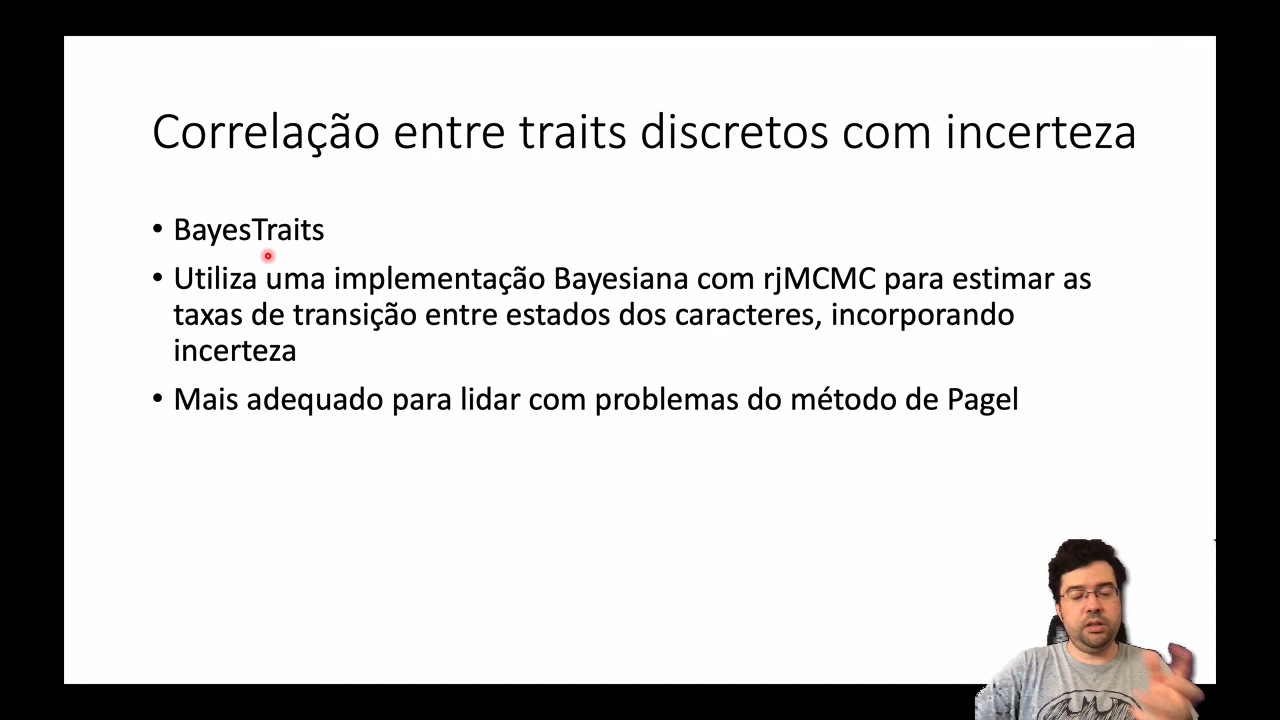 Correlação entre traits discretos com incerteza
• BayesTraits
• Utiliza uma implementação Bayesiana com rjMCMC para estimar as
taxas de transição entre estados dos caracteres, incorporando
incerteza
• Mais adequado para lidar com problemas do método de Pagel